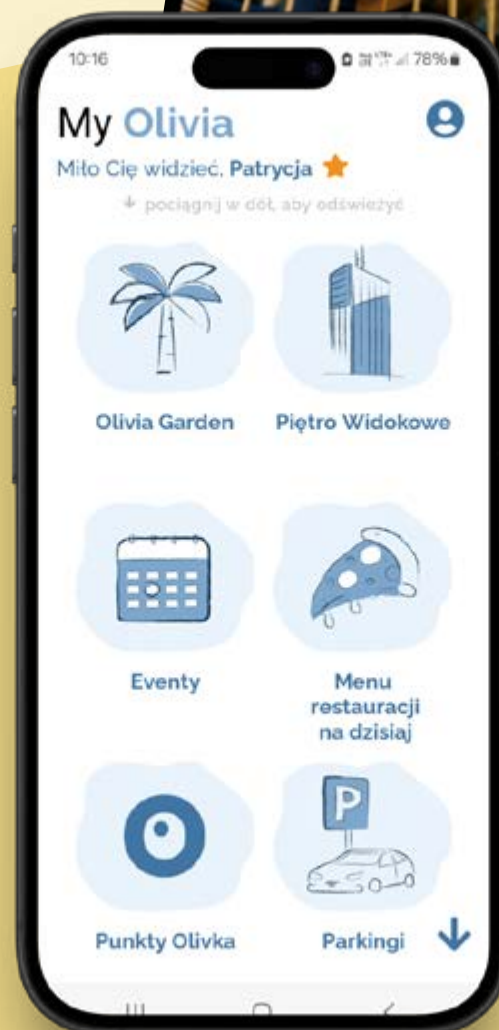 10:16
78%
My Olivia
Miło Cię widzieć, Patrycja
pociągnij w dół, aby odświeżyć
Olivia Garden
Piętro Widokowe
Eventy
Menu
restauracji
na dzisiaj
P
Punkty Olivka
Parkingi